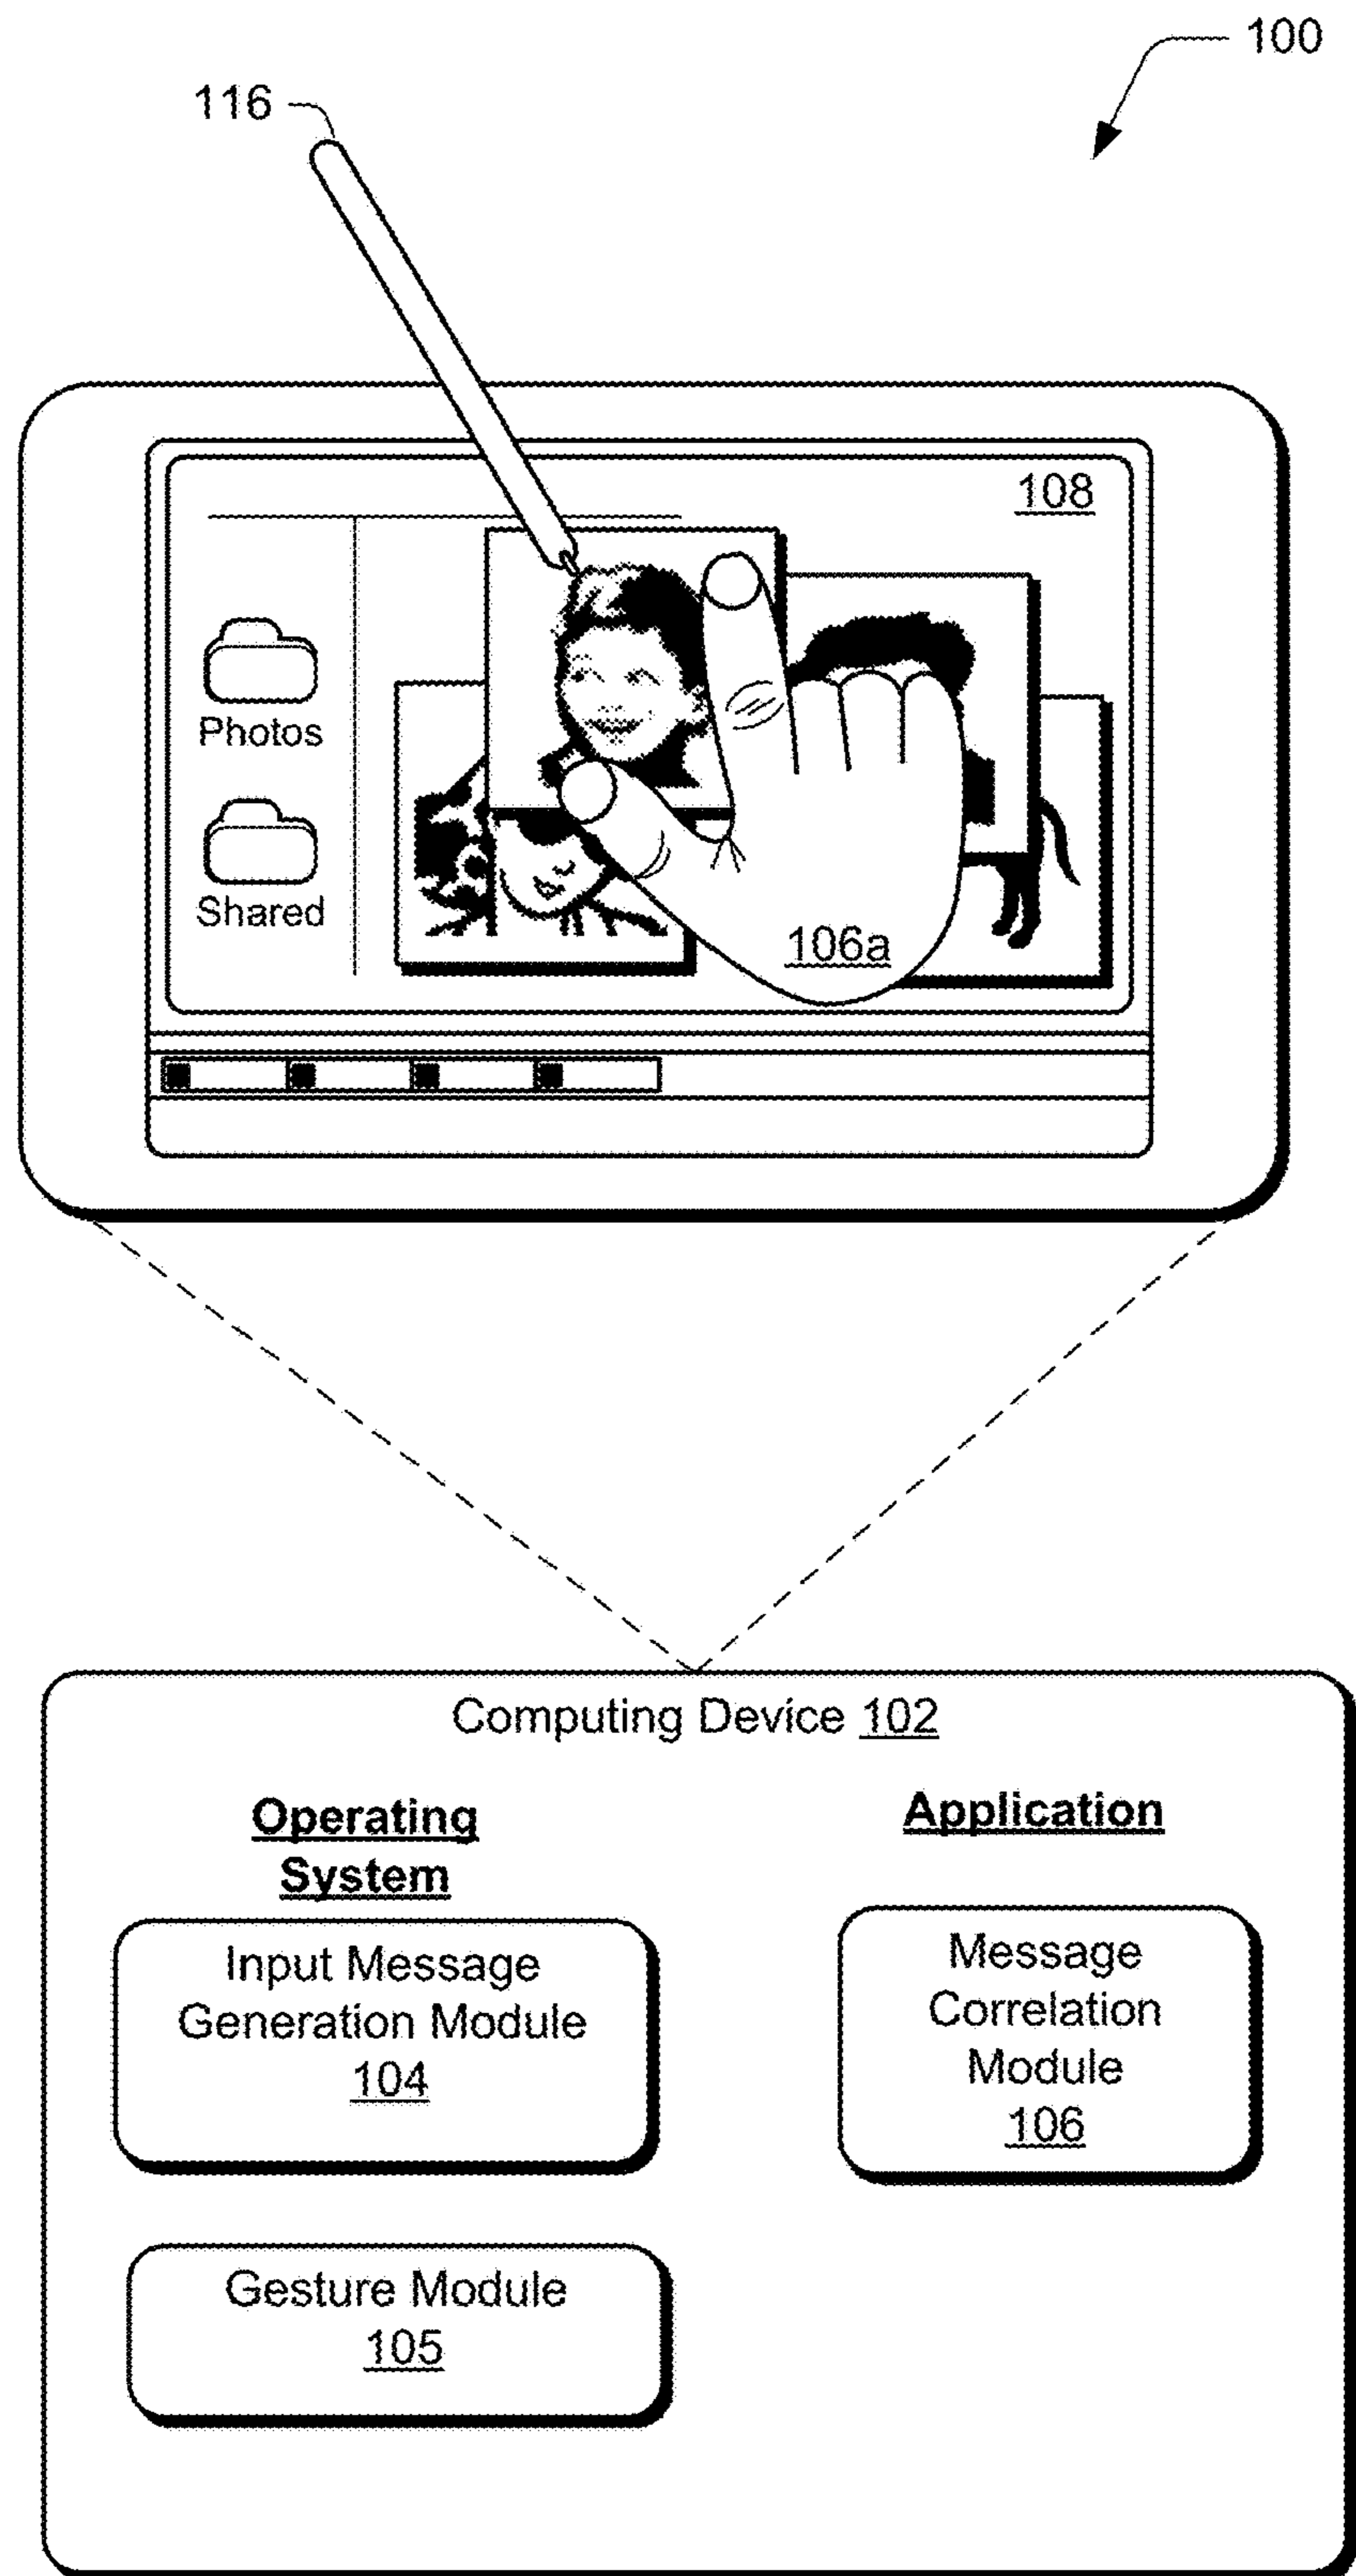 100
116
108
Photos
Shared
106a
Computing Device 102
Operating
System
Application
Input Message
Generation Module
104
Message
Correlation
Module
106
Gesture Module
105